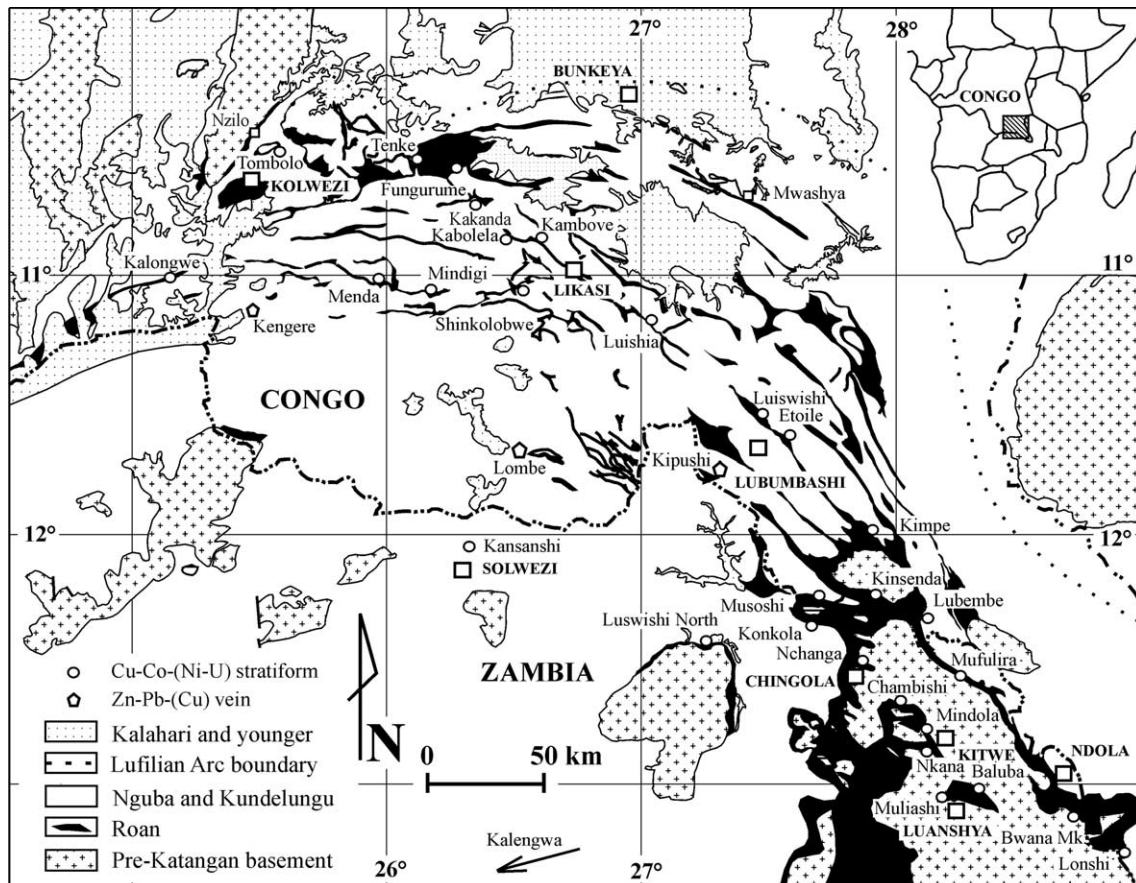 27°
28°
BUNKEYA
CONGO
Nzilo
Tombolo
Tenke
KOLWEZI
Fungurume
Mwashya
Kakanda
Kambove
Kabolela
11°
Kalongwe
Mindigi
LIKASI
11°
Menda
Kengere
Shinkolobwe
Luishia
CONGO
Luiswishi
Etoile
Lombe
Kipushi
LUBUMBASHI
12°
Kimpe
12°
Kansanshi
SOLWEZI
Kinsenda
Musoshi
Lubembe
Luswishi North
Konkola
Nchanga
Mufulira
Cu-Co-(Ni-U) stratiform
ZAMBIA
CHINGOLA
Chambishi
Zn-Pb-(Cu) vein
Mindola
Kalahari and younger
N
0
50 km
NDOLA
KITWE
Nkana
Baluba
Lufilian Arc boundary
Nguba and Kundelungu
Muliashi
Roan
Kalengwa
LUANSHYA
Bwana Mk.
Pre-Katangan basement
26°
27°
Lonshi